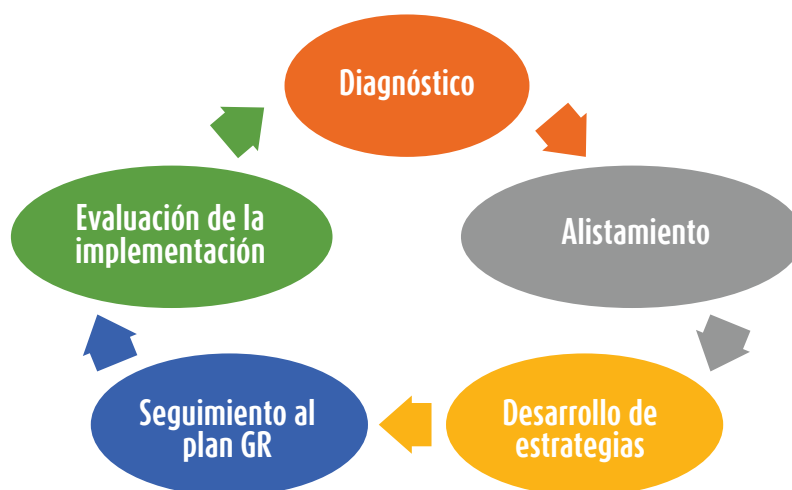 Diagnóstico
Alistamiento
Desarrollo de
estrategias
Seguimiento al
plan GR
Evaluación de la
implementación